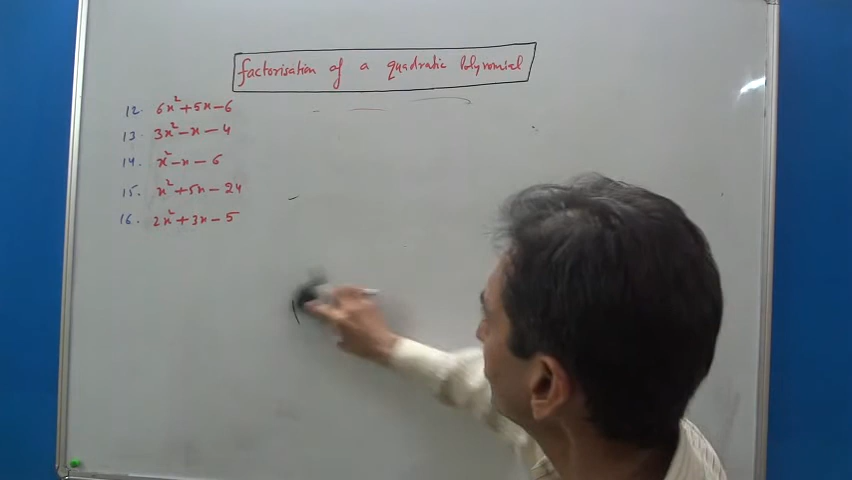 Factorisation of a quadratic Polynomial
12. 6x²+5x-6
13. 3x²-x-4
14. x²-x-6
15. x²+5x-24
16. 2x²+3x-5